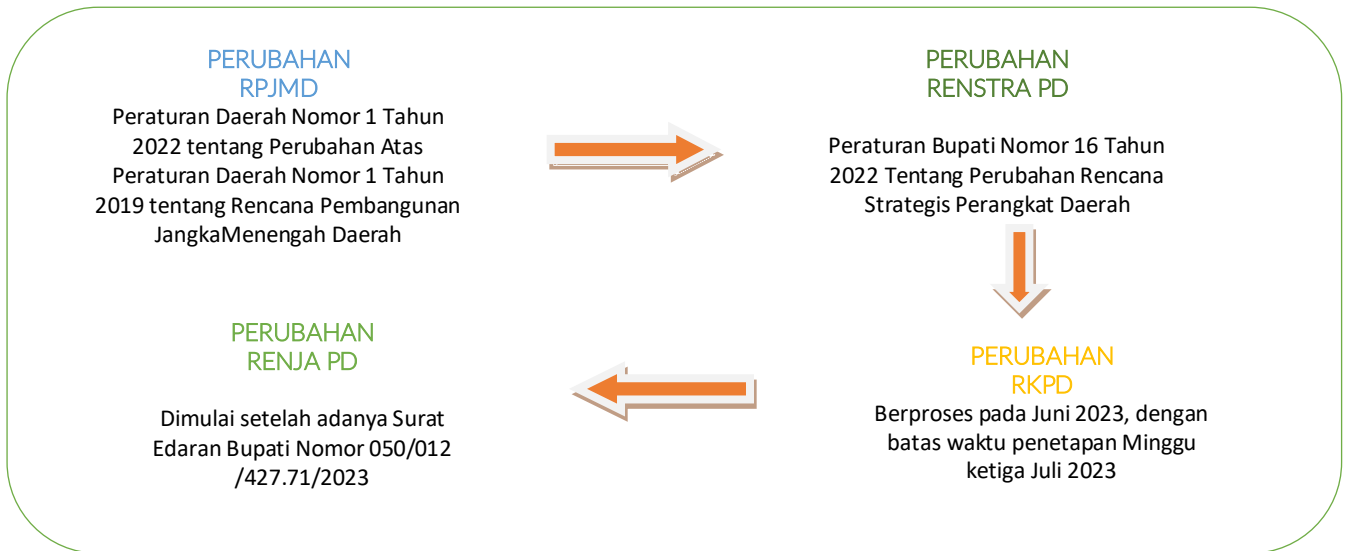 PERUBAHAN
RPJMD
Peraturan Daerah Nomor 1 Tahun
2022 tentang Perubahan Atas
Peraturan Daerah Nomor 1 Tahun
2019 tentang Rencana Pembangunan
JangkaMenengah Daerah
PERUBAHAN
RENSTRA PD
Peraturan Bupati Nomor 16 Tahun
2022 Tentang Perubahan Rencana
Strategis Perangkat Daerah
PERUBAHAN
RKPD
Berproses pada Juni 2023, dengan
batas waktu penetapan Minggu
ketiga Juli 2023
PERUBAHAN
RENJA PD
Dimulai setelah adanya Surat
Edaran Bupati Nomor 050/012
/427.71/2023